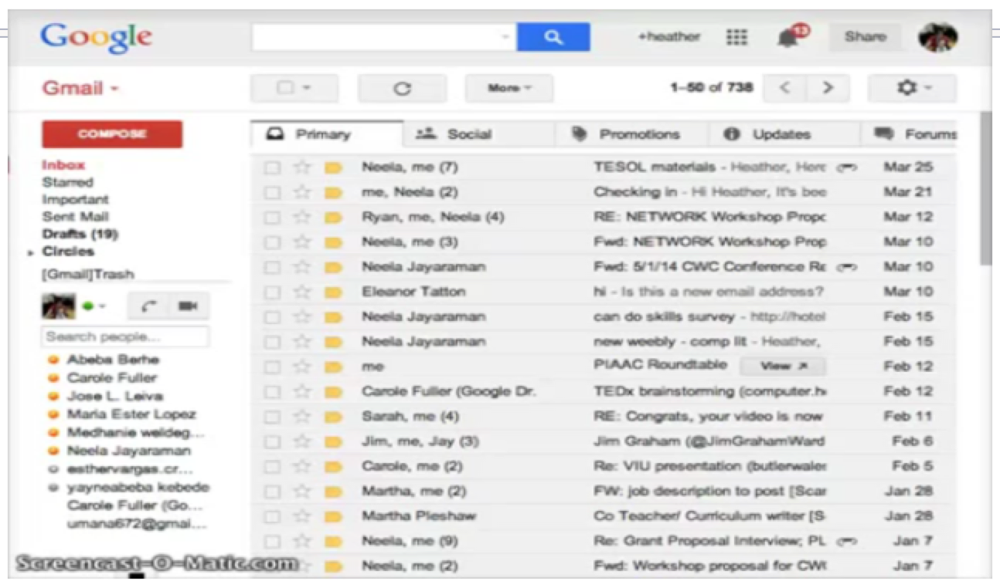 Google
+heather Share
Gmail More 1–50 of 738
COMPOSE
Primary Social Promotions Updates Forums
Inbox
Starred
Important
Sent Mail
Drafts (19)
Circles
[Gmail]Trash
Search people...
Abeba Berhe
Carole Fuller
Jose L. Leiva
Maria Ester Lopez
Medhanie weldeg...
Neela Jayaraman
esthervargas.cr...
yayneabeba kebede
Carole Fuller (Go...
umana672@gmai...
Neela, me (7) TESOL materials - Heather, Here Mar 25
me, Neela (2) Checking in - Hi Heather, It's bee Mar 21
Ryan, me, Neela (4) RE: NETWORK Workshop Propc Mar 12
Neela, me (3) Fwd: NETWORK Workshop Prop Mar 10
Neela Jayaraman Fwd: 5/1/14 CWC Conference Re Mar 10
Eleanor Tatton hi - Is this a new email address? Mar 10
Neela Jayaraman can do skills survey - http://hotel Feb 15
Neela Jayaraman new weebly - comp lit - Heather, Feb 15
me PIAAC Roundtable View Feb 12
Carole Fuller (Google Dr. TEDx brainstorming (computer.h Feb 12
Sarah, me (4) RE: Congrats, your video is now Feb 11
Jim, me, Jay (3) Jim Graham (@JimGrahamWard Feb 6
Carole, me (2) Re: VIU presentation (butlerwaler Feb 5
Martha, me (2) FW: job description to post [Scar Jan 28
Martha Pleshaw Co Teacher/ Curriculum writer [S Jan 28
Neela, me (9) Re: Grant Proposal Interview; PL Jan 7
Neela, me (2) Fwd: Workshop proposal for CW Jan 7
Screencast-O-Matic.com